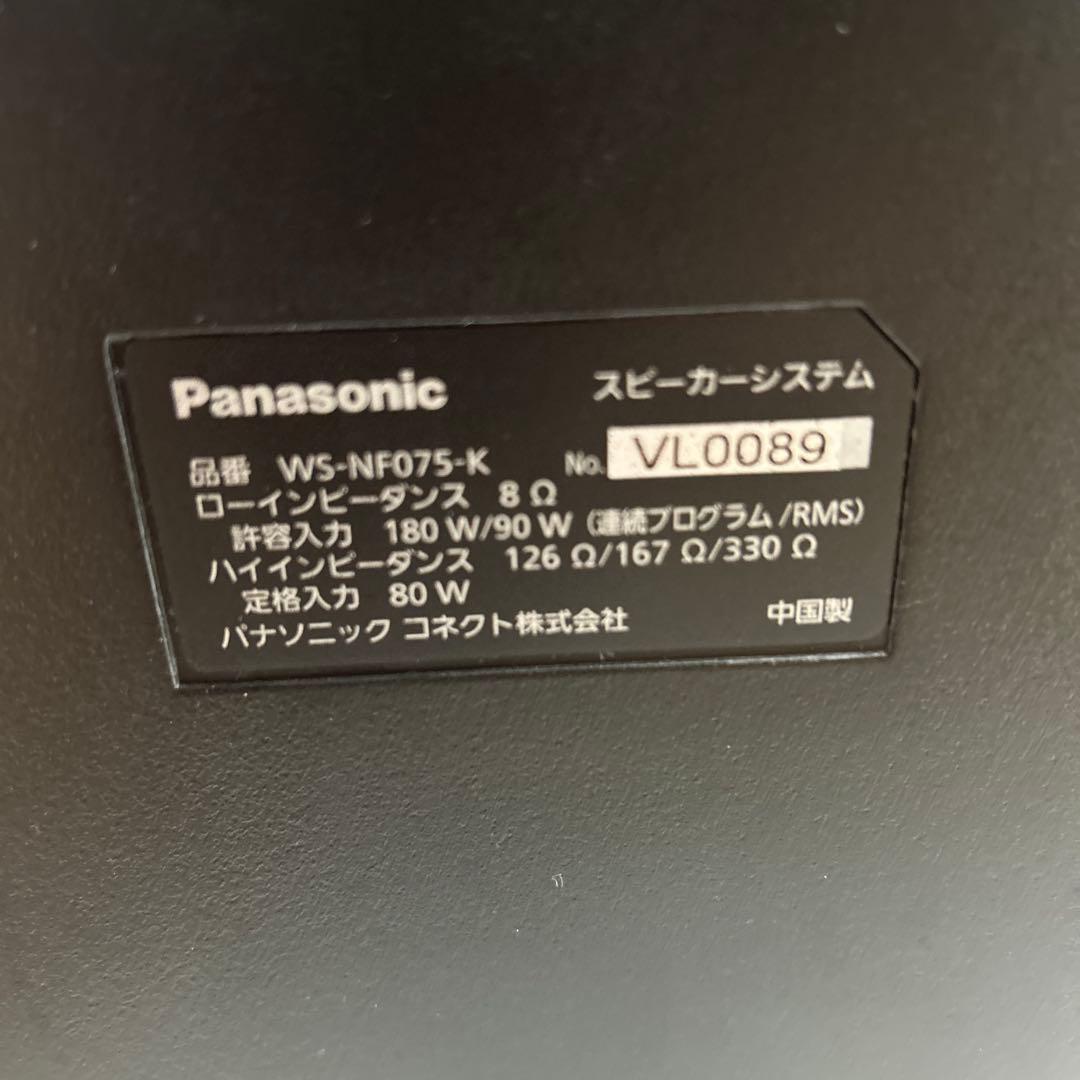 Panasonic スピーカーシステム
品番 WS-NF075-K No. VL0089
ローインピーダンス 8 Ω
許容入力 180 W/90 W (連続プログラム/RMS)
ハイインピーダンス 126 Ω/167 Ω/330 Ω
定格入力 80 W
パナソニック コネクト株式会社 中国製